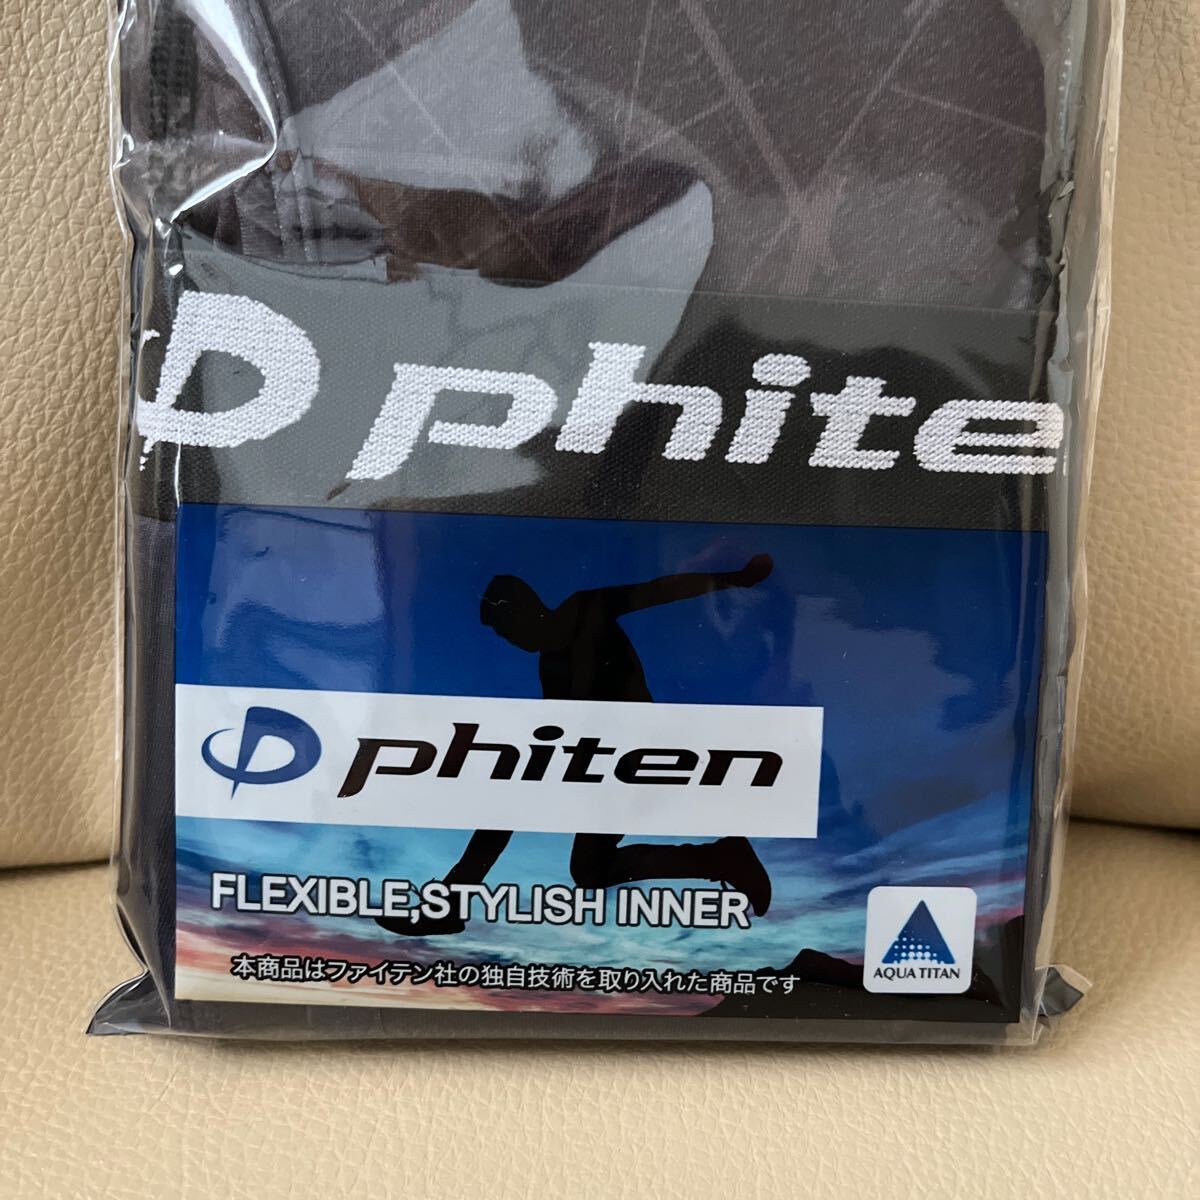 phite
phiten
FLEXIBLE,STYLISH INNER
本商品はファイテン社の独自技術を取り入れた商品です
AQUA TITAN